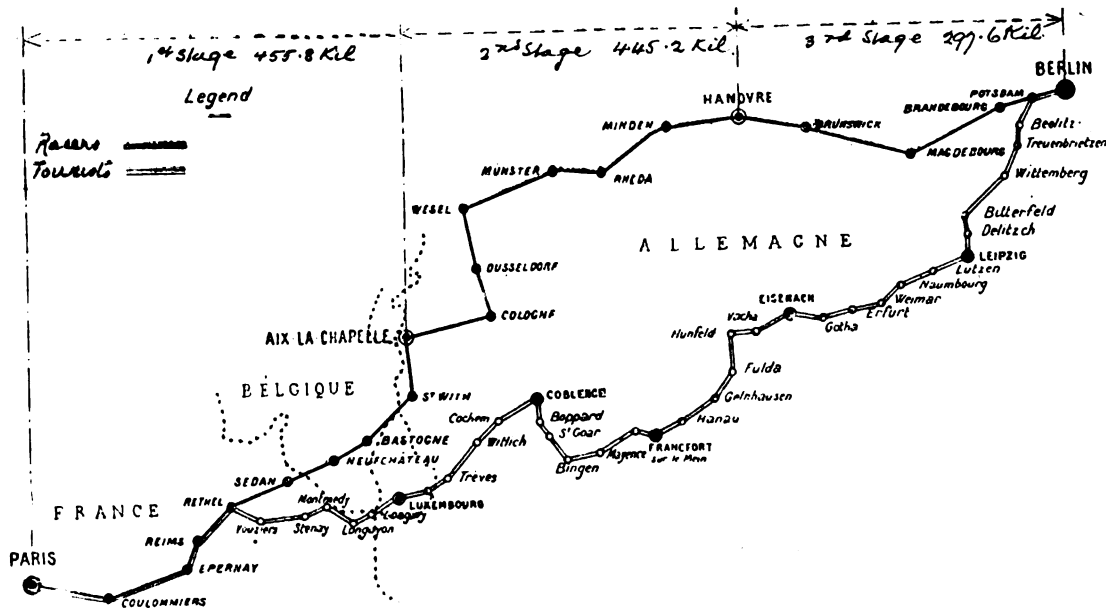 1st Stage 455.8 Kil
2nd Stage 445.2 Kil
3rd Stage 297.6 Kil.
Legend
Racers
Tourists
BERLIN
POTSDAM
BRANDEBOURG
HANOVRE
MINDEN
BRUNSWICK
MAGDEBOURG
Beelitz
Treuenbrietzen
Wittemberg
MUNSTER
RHEDA
WESEL
Bitterfeld
Delitzch
ALLEMAGNE
LEIPZIG
Lutzen
Naumbourg
DUSSELDORF
EISENACH
Weimar
Erfurt
Gotha
Vacha
Hunfeld
COLOGNE
AIX LA CHAPELLE
Fulda
BELGIQUE
ST WITH
COBLENCE
Gelnhausen
Cochem
Boppard
St Goar
Hanau
BASTOGNE
Wittlich
FRANCFORT
sur le Mein
NEUFCHATEAU
Mayence
Bingen
SEDAN
Trèves
RETHEL
Montmedy
LUXEMBOURG
FRANCE
Vouziers
Stenay
Longuyon
Longwy
REIMS
PARIS
EPERNAY
COULOMMIERS